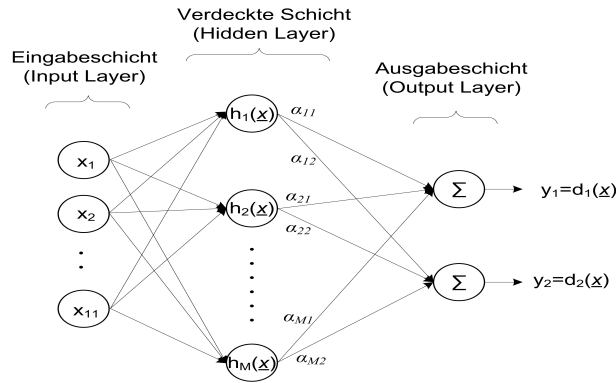 Verdeckte Schicht
(Hidden Layer)
Eingabeschicht
(Input Layer)
Ausgabeschicht
(Output Layer)
h1(x)
α11
α12
x1
x2
h2(x)
α21
α22
Σ
y1=d1(x)
Σ
y2=d2(x)
x11
αM1
hM(x)
αM2